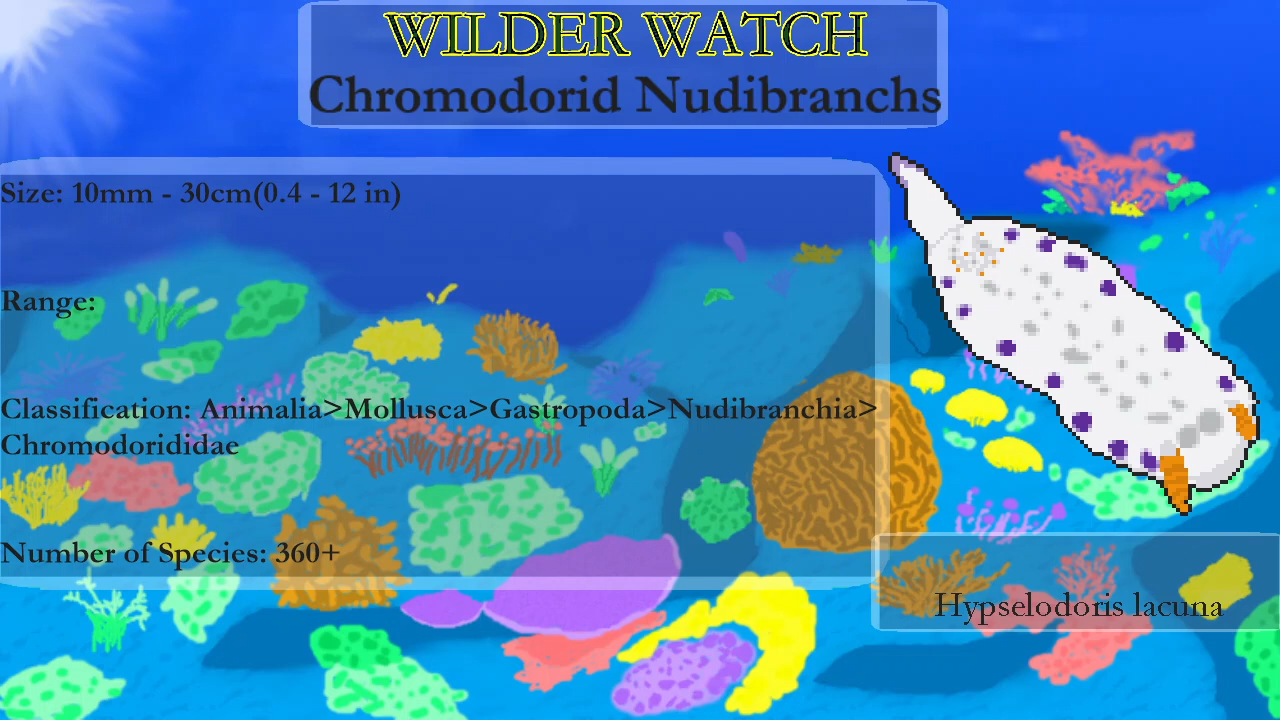 WILDER WATCH
Chromodorid Nudibranchs
Size: 10mm - 30cm(0.4 - 12 in)
Range:
Classification: Animalia>Mollusca>Gastropoda>Nudibranchia>
Chromodorididae
Number of Species: 360+
Hypselodoris lacuna